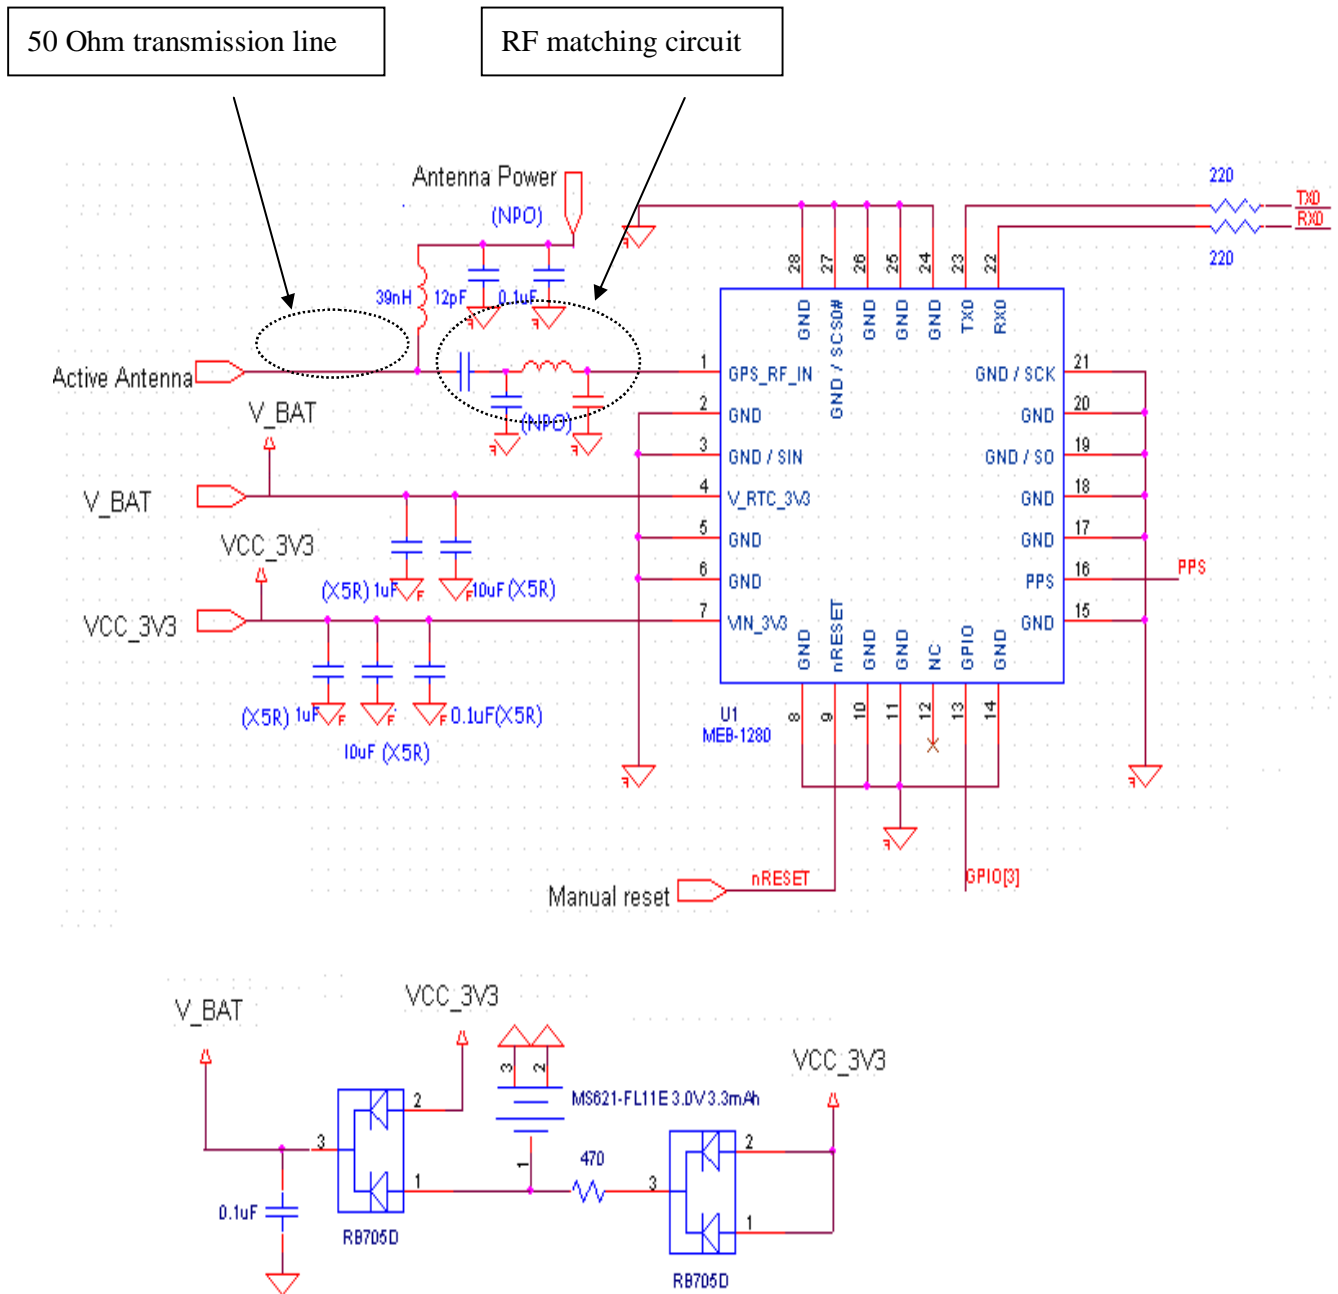 50 Ohm transmission line
RF matching circuit
Antenna Power
(NPO)
39nH
12pF
0.1uF
Active Antenna
(NPO)
V_BAT
V_BAT
VCC_3V3
VCC_3V3
(X5R) 1uF
10uF (X5R)
(X5R) 1uF
10uF (X5R)
0.1uF(X5R)
220
TX0
RX0
220
28 27 26 25 24 23 22
GND
GND / SCS0#
GND
GND
GND
TX0
RX0
1 GPS_RF_IN
2 GND
3 GND / SIN
4 V_RTC_3V3
5 GND
6 GND
7 VIN_3V3
GND / SCK 21
GND 20
GND / SO 19
GND 18
GND 17
PPS 16 PPS
GND 15
GND
nRESET
GND
GND
NC
GPIO
GND
8 9 10 11 12 13 14
U1
MEB-1280
F
F
F
F
F
F
F
F
F
F
F
F
F
F
Manual reset
nRESET
GPIO[3]
V_BAT
VCC_3V3
VCC_3V3
3
2
MS621-FL11E 3.0V 3.3mAh
1
470
3
2
1
0.1uF
RB705D
3
2
1
RB705D